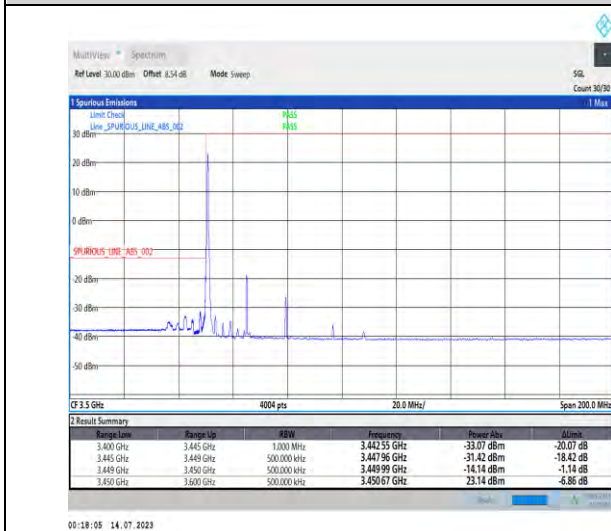 MultiView Spectrum
Ref Level 30.00 dBm Offset 8.54 dB Mode Sweep SGL
Count 30/30
1 Spurious Emissions 1 Max
Limit Check PASS
Line _SPURIOUS_LINE_ABS_002 PASS
30 dBm
20 dBm
10 dBm
0 dBm
SPURIOUS_LINE_ABS_002
-20 dBm
-30 dBm
-40 dBm
-50 dBm
CF 3.5 GHz 4004 pts 20.0 MHz/ Span 200.0 MHz
2 Result Summary
Range Low Range Up RBW Frequency Power Abs ΔLimit
3.400 GHz 3.445 GHz 1.000 MHz 3.44255 GHz -33.07 dBm -20.07 dB
3.445 GHz 3.449 GHz 500.000 kHz 3.44796 GHz -31.42 dBm -18.42 dB
3.449 GHz 3.450 GHz 500.000 kHz 3.44999 GHz -14.14 dBm -1.14 dB
3.450 GHz 3.600 GHz 500.000 kHz 3.45067 GHz 23.14 dBm -6.86 dB
Ready
00:18:05 14.07.2023